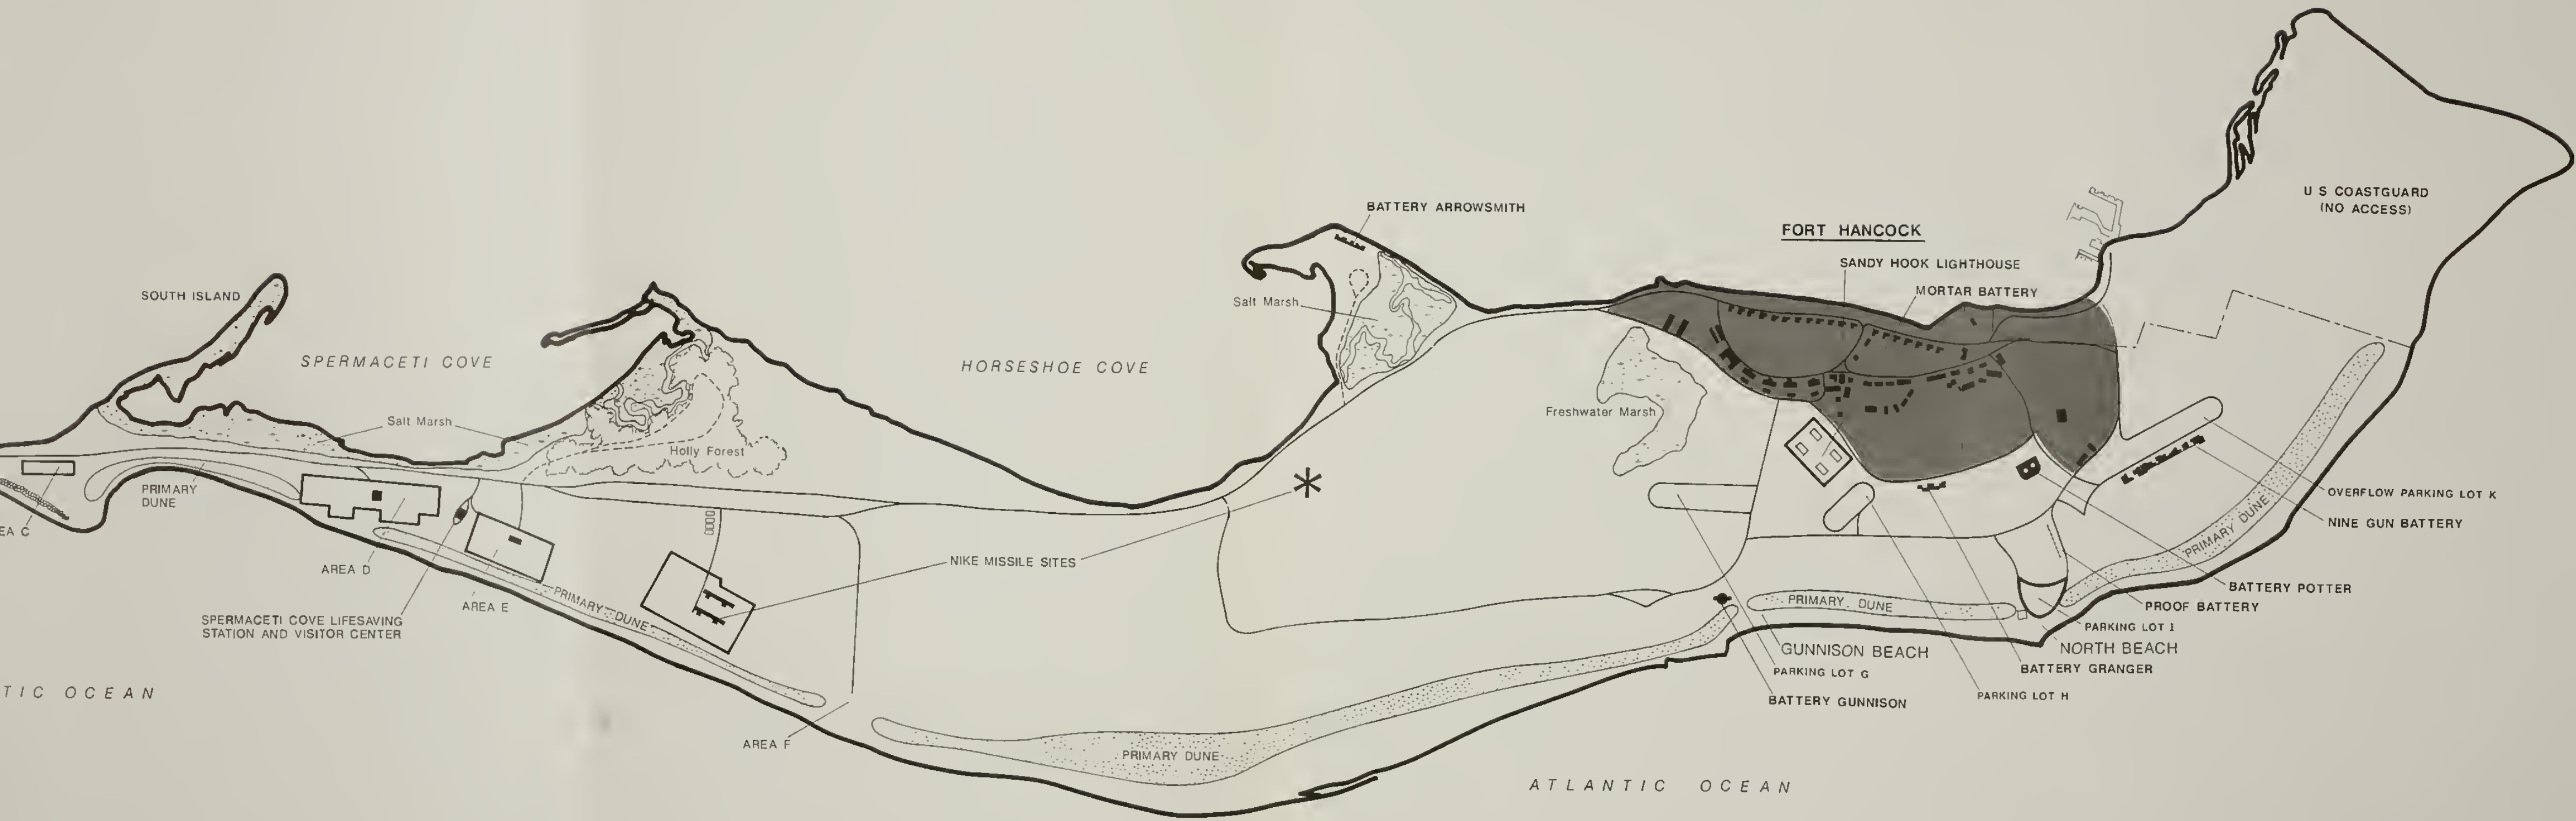 U S COASTGUARD
(NO ACCESS)
BATTERY ARROWSMITH
FORT HANCOCK
SANDY HOOK LIGHTHOUSE
MORTAR BATTERY
SOUTH ISLAND
Salt Marsh
SPERMACETI COVE
HORSESHOE COVE
Freshwater Marsh
Salt Marsh
Holly Forest
PRIMARY
DUNE
OVERFLOW PARKING LOT K
NINE GUN BATTERY
PRIMARY DUNE
EA C
AREA D
NIKE MISSILE SITES
AREA E
PRIMARY DUNE
SPERMACETI COVE LIFESAVING
STATION AND VISITOR CENTER
BATTERY POTTER
PRIMARY DUNE
PROOF BATTERY
PARKING LOT I
GUNNISON BEACH
NORTH BEACH
PARKING LOT G
BATTERY GRANGER
TIC OCEAN
PARKING LOT H
BATTERY GUNNISON
AREA F
PRIMARY DUNE
ATLANTIC OCEAN